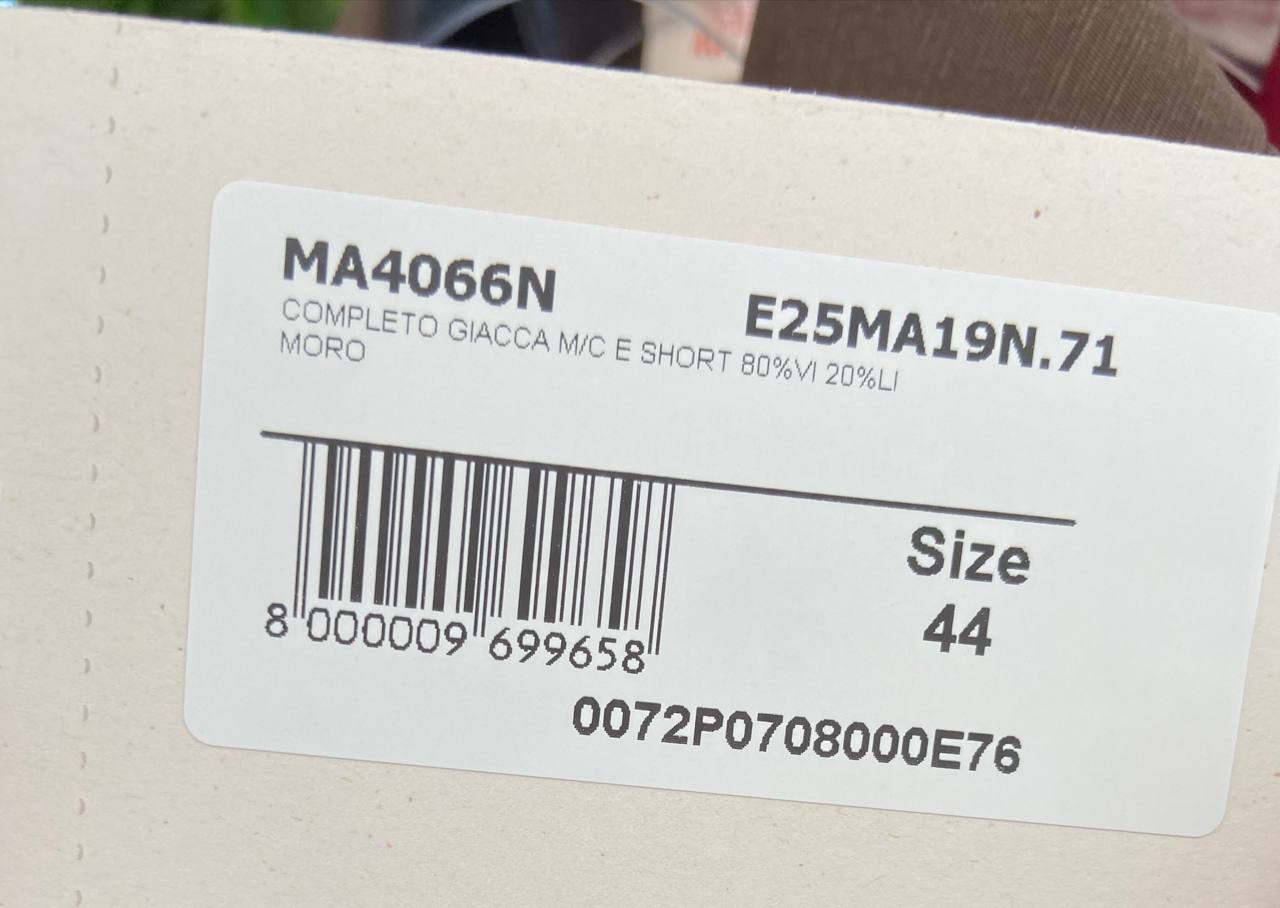 MA4066N
E25MA19N.71
COMPLETO GIACCA M/C E SHORT 80%VI 20%LI
MORO
8 000009 699658
Size
44
0072P0708000E76